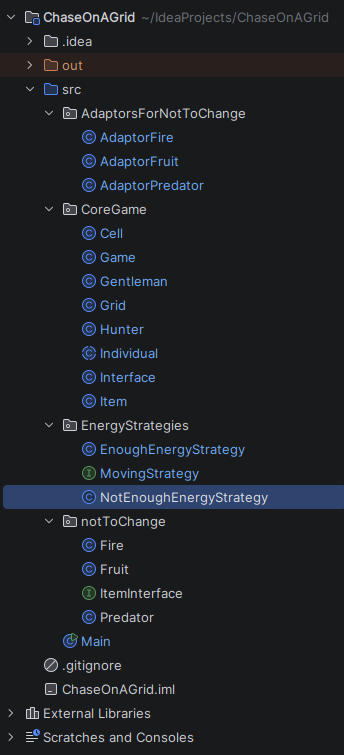 ChaseOnAGrid ~/IdeaProjects/ChaseOnAGrid
.idea
out
src
AdaptorsForNotToChange
AdaptorFire
AdaptorFruit
AdaptorPredator
CoreGame
Cell
Game
Gentleman
Grid
Hunter
Individual
Interface
Item
EnergyStrategies
EnoughEnergyStrategy
MovingStrategy
NotEnoughEnergyStrategy
notToChange
Fire
Fruit
ItemInterface
Predator
Main
.gitignore
ChaseOnAGrid.iml
External Libraries
Scratches and Consoles